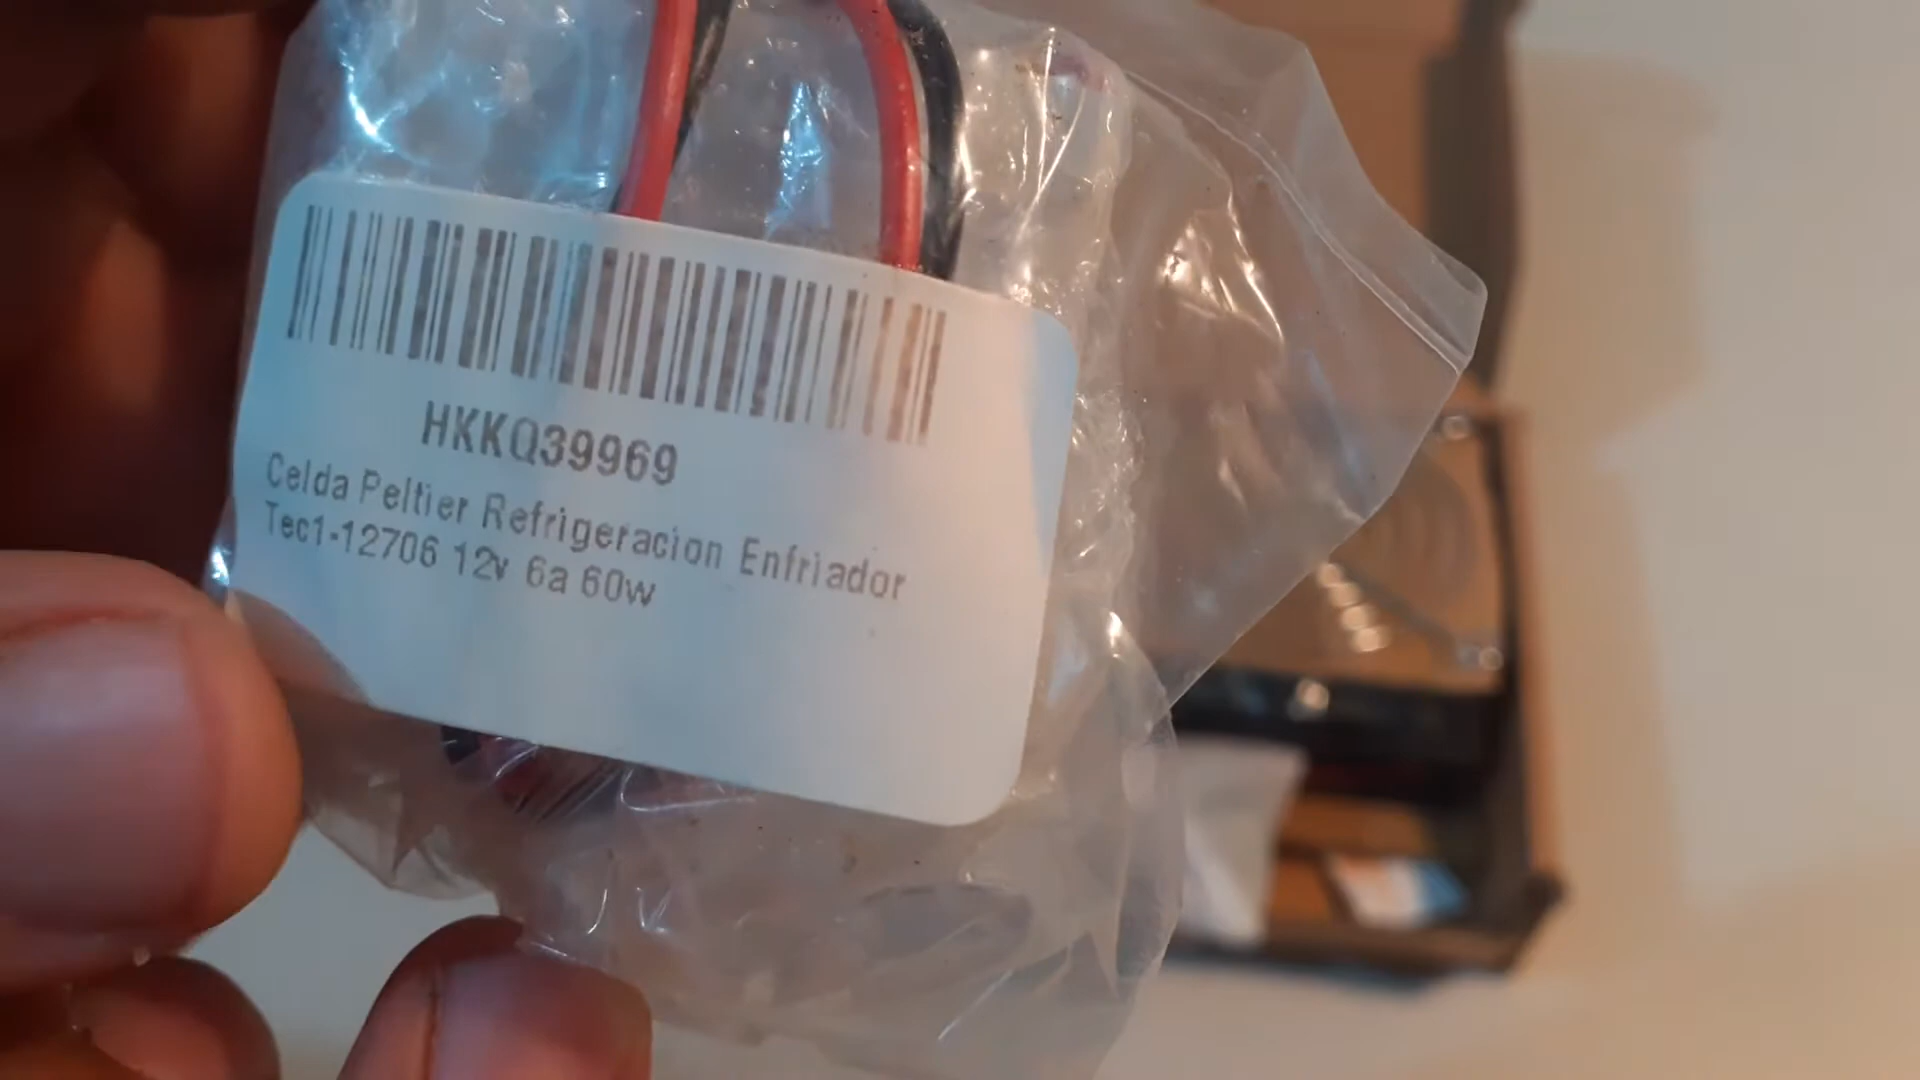 HKKQ39969
Celda Peltier Refrigeracion Enfriador
Tec1-12706 12v 6a 60w